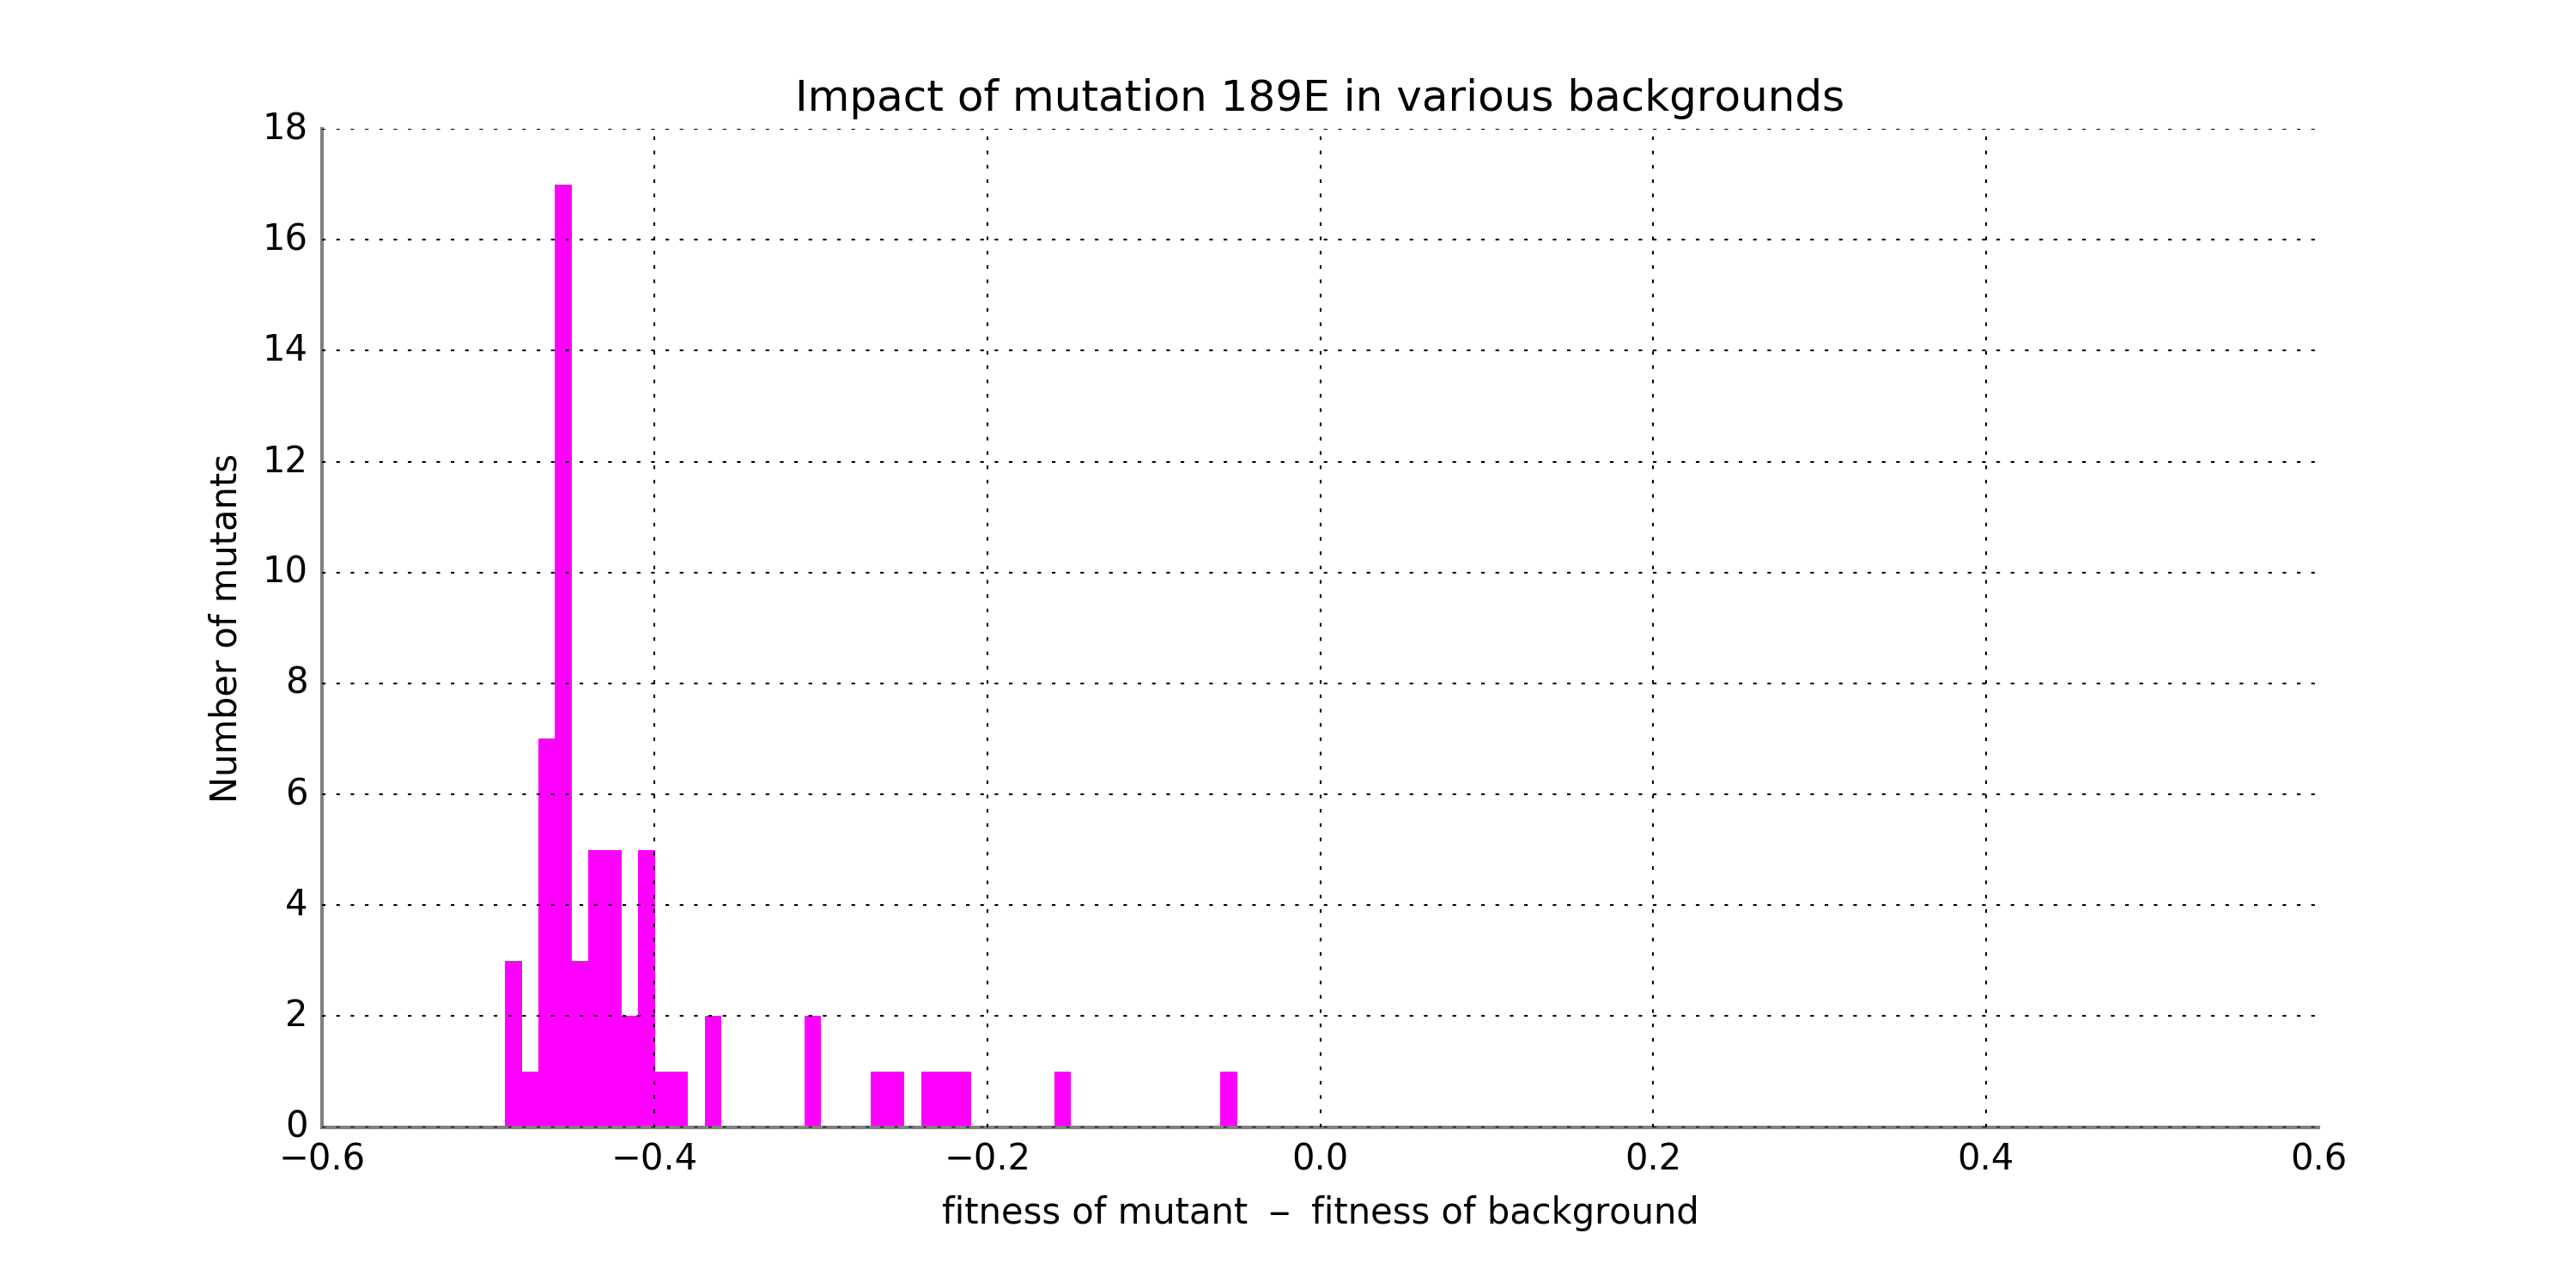 Impact of mutation 189E in various backgrounds
18
16
14
12
10
8
6
4
2
0
Number of mutants
−0.6 −0.4 −0.2 0.0 0.2 0.4 0.6
fitness of mutant − fitness of background